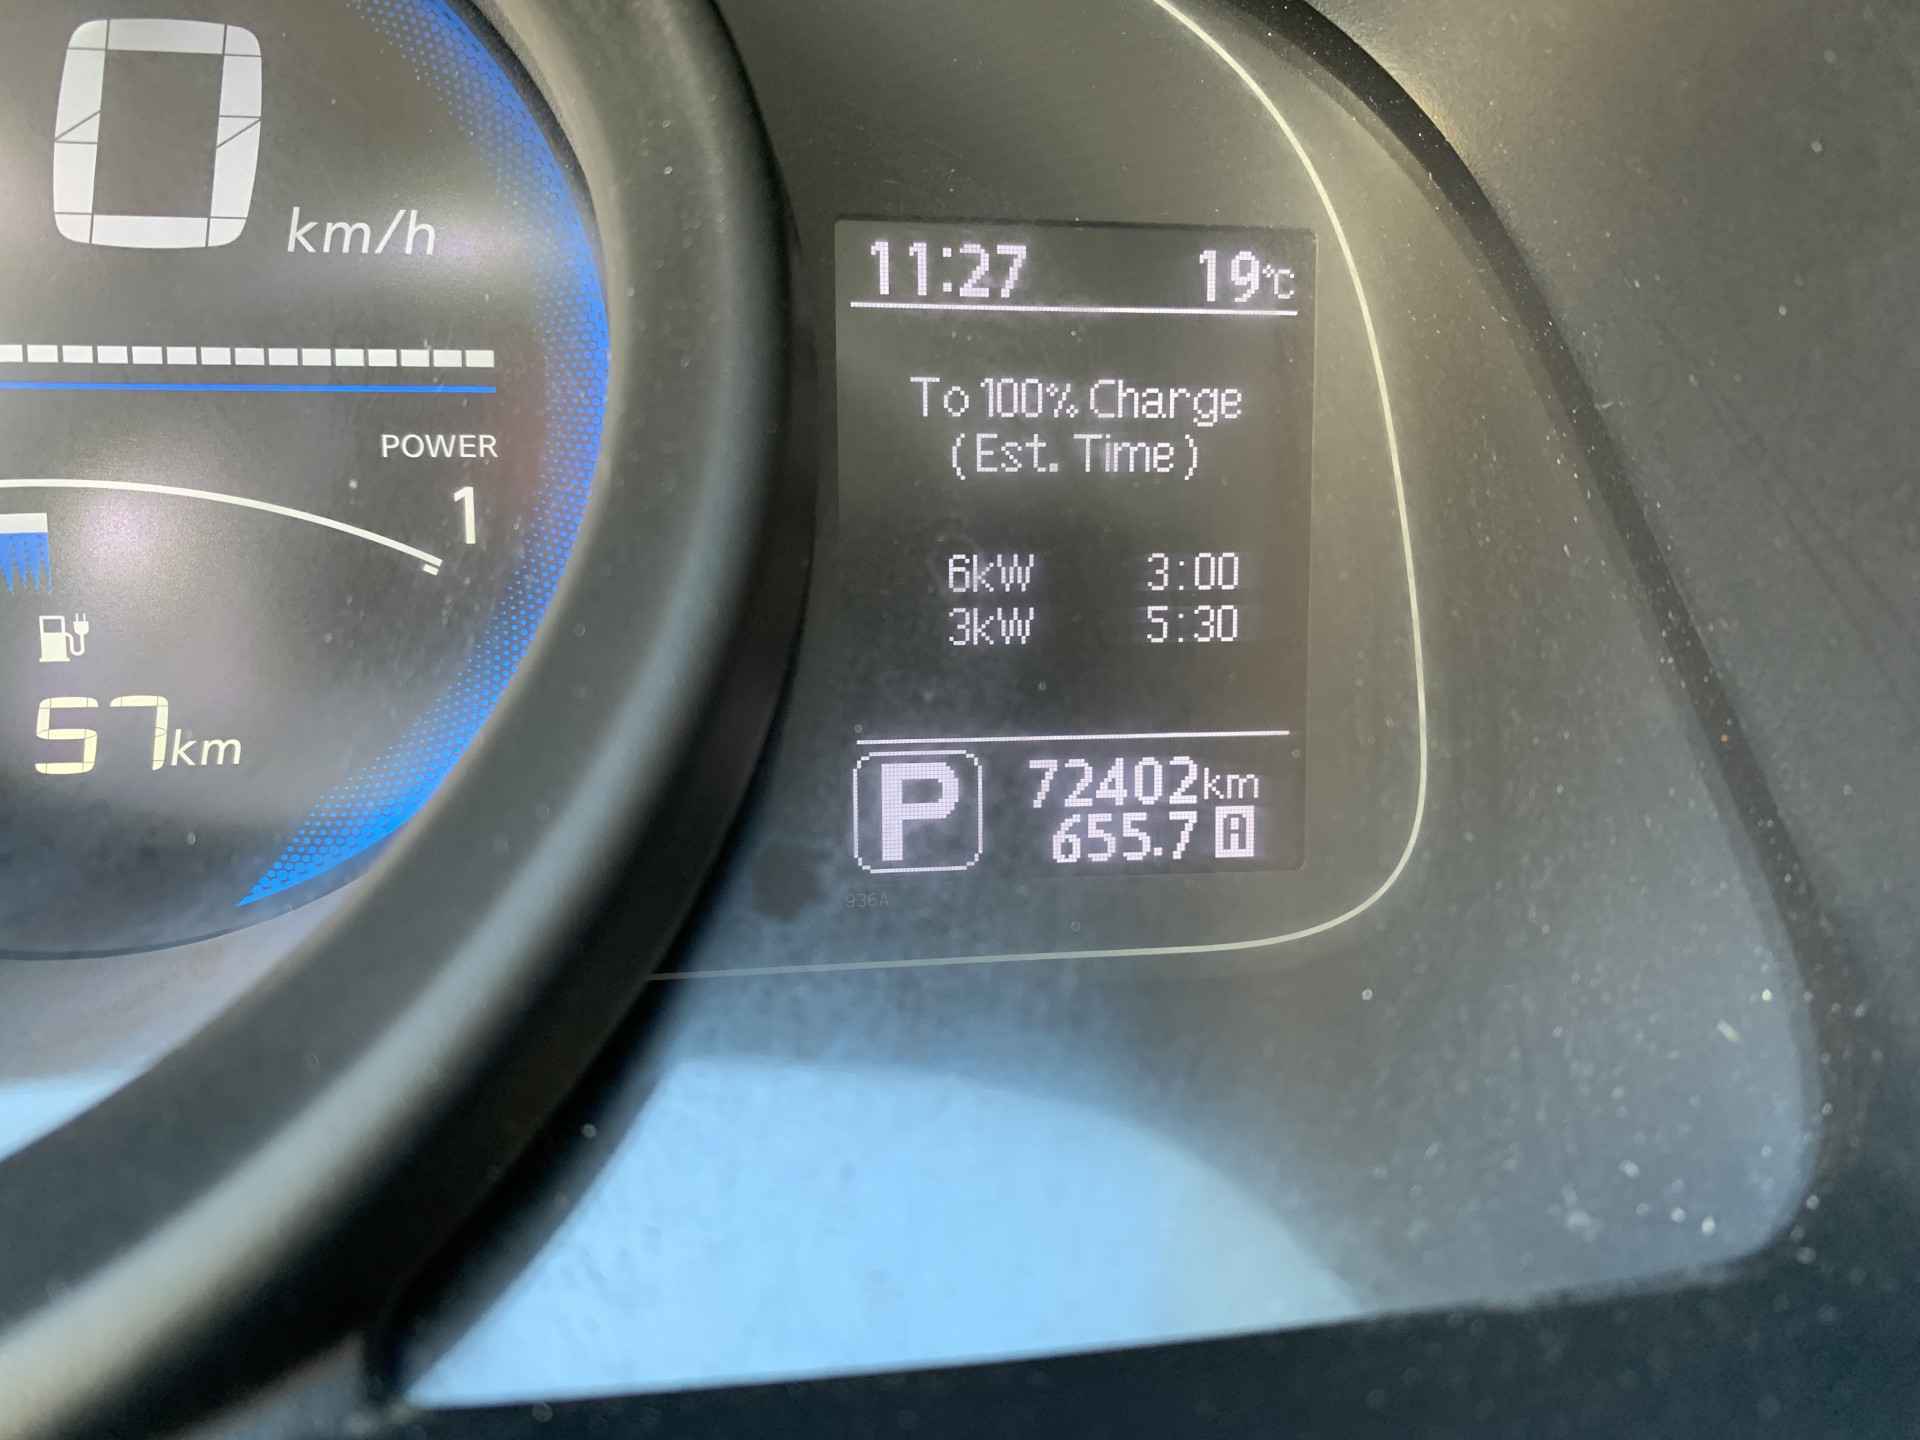 0 km/h
POWER
1
57km
11:27 19°C
To 100% Charge
(Est. Time)
6kW 3:00
3kW 5:30
P
72402km
655.7 A
936A